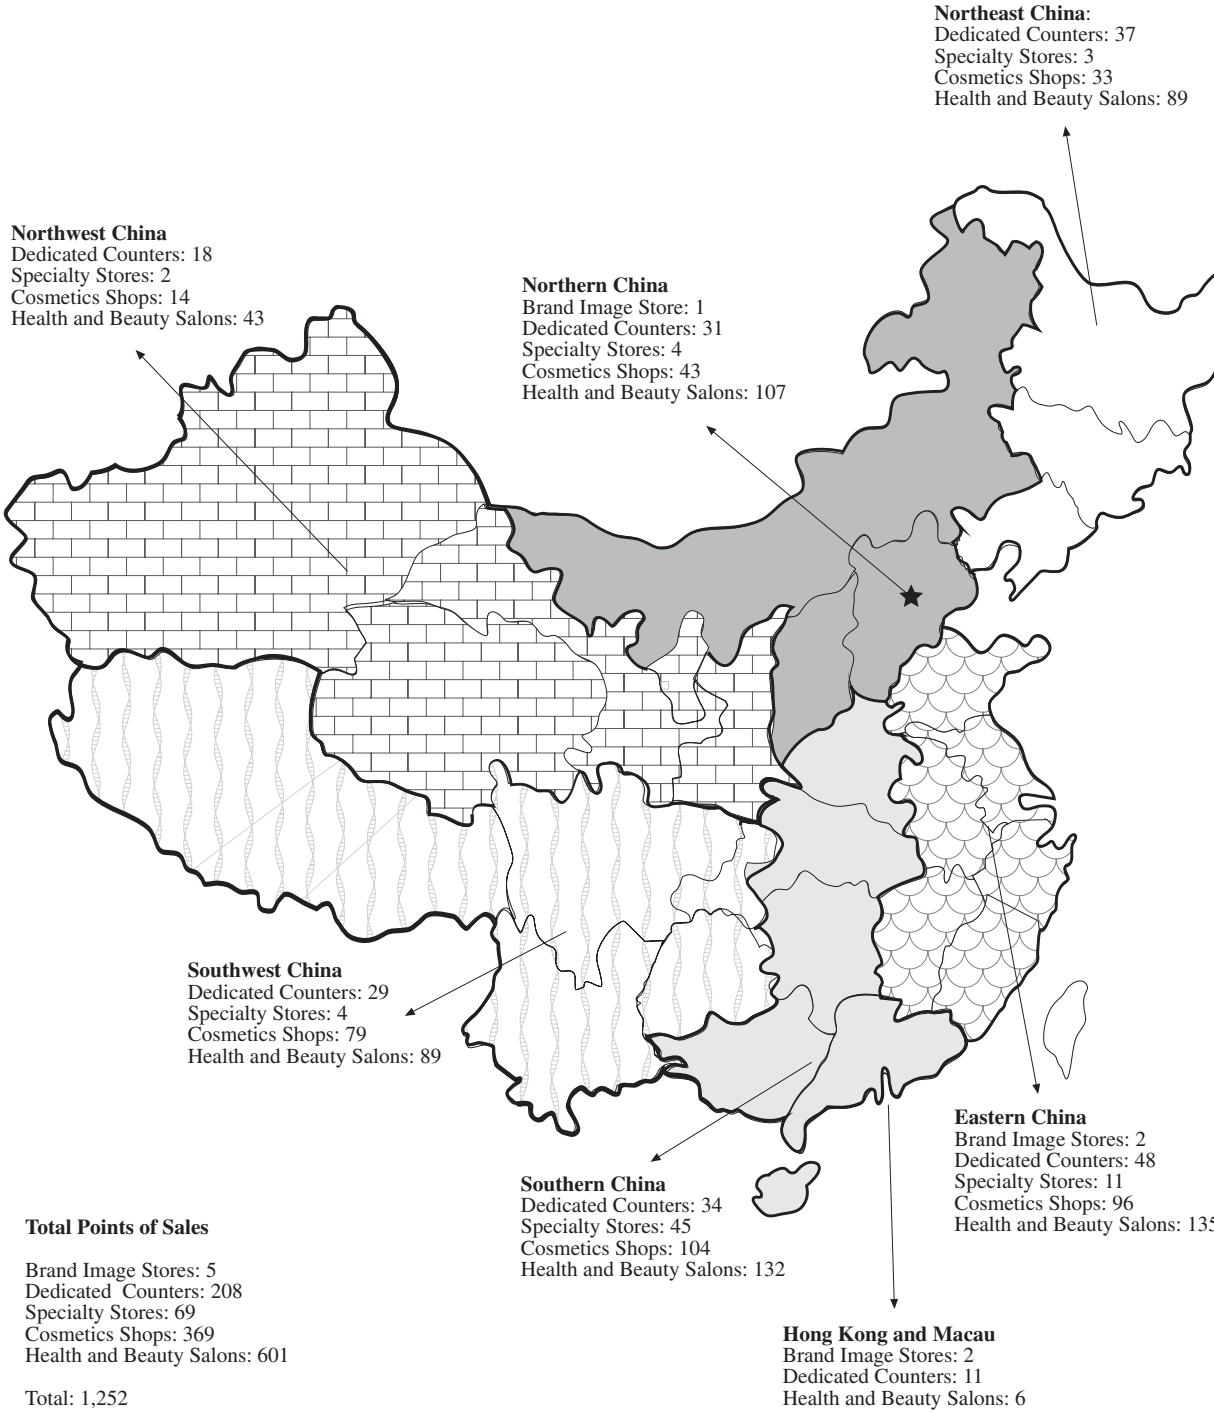 Northeast China:
Dedicated Counters: 37
Specialty Stores: 3
Cosmetics Shops: 33
Health and Beauty Salons: 89
Northwest China
Dedicated Counters: 18
Specialty Stores: 2
Cosmetics Shops: 14
Health and Beauty Salons: 43
Northern China
Brand Image Store: 1
Dedicated Counters: 31
Specialty Stores: 4
Cosmetics Shops: 43
Health and Beauty Salons: 107
Southwest China
Dedicated Counters: 29
Specialty Stores: 4
Cosmetics Shops: 79
Health and Beauty Salons: 89
Eastern China
Brand Image Stores: 2
Dedicated Counters: 48
Specialty Stores: 11
Cosmetics Shops: 96
Health and Beauty Salons: 135
Southern China
Dedicated Counters: 34
Specialty Stores: 45
Cosmetics Shops: 104
Health and Beauty Salons: 132
Total Points of Sales
Brand Image Stores: 5
Dedicated Counters: 208
Specialty Stores: 69
Cosmetics Shops: 369
Health and Beauty Salons: 601
Total: 1,252
Hong Kong and Macau
Brand Image Stores: 2
Dedicated Counters: 11
Health and Beauty Salons: 6